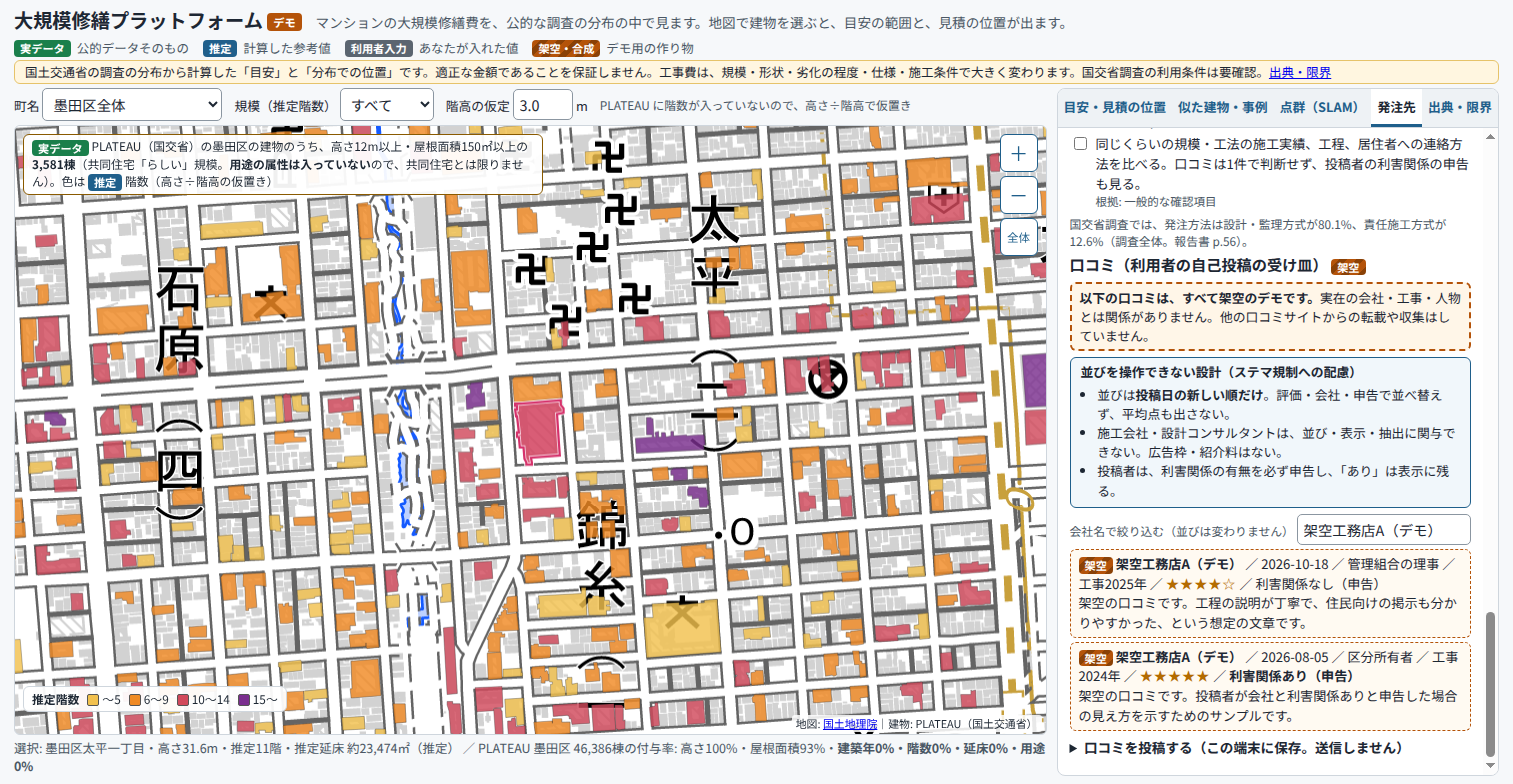 大規模修繕プラットフォーム デモ マンションの大規模修繕費を、公的な調査の分布の中で見ます。地図で建物を選ぶと、目安の範囲と、見積の位置が出ます。
実データ 公的データそのもの 推定 計算した参考値 利用者入力 あなたが入れた値 架空・合成 デモ用の作り物
国土交通省の調査の分布から計算した「目安」と「分布での位置」です。適正な金額であることを保証しません。工事費は、規模・形状・劣化の程度・仕様・施工条件で大きく変わります。国交省調査の利用条件は要確認。出典・限界
町名 墨田区全体 規模（推定階数） すべて 階高の仮定 3.0 m PLATEAU に階数が入っていないので、高さ÷階高で仮置き
実データ PLATEAU（国交省）の墨田区の建物のうち、高さ12m以上・屋根面積150㎡以上の
3,581棟（共同住宅「らしい」規模。用途の属性は入っていないので、共同住宅とは限りませ
ん）。色は 推定 階数（高さ÷階高の仮置き）
＋
−
全体
太平
（二）
石原
（四）
錦糸
（
.0
推定階数 〜5 6〜9 10〜14 15〜
地図: 国土地理院 | 建物: PLATEAU（国土交通省）
選択: 墨田区太平一丁目・高さ31.6m・推定11階・推定延床 約23,474㎡（推定） ／ PLATEAU 墨田区 46,386棟の付与率: 高さ100%・屋根面積93%・建築年0%・階数0%・延床0%・用途
0%
目安・見積の位置 似た建物・事例 点群（SLAM） 発注先 出典・限界
同じくらいの規模・工法の施工実績、工程、居住者への連絡方
法を比べる。口コミは1件で判断せず、投稿者の利害関係の申告
も見る。
根拠: 一般的な確認項目
国交省調査では、発注方法は設計・監理方式が80.1%、責任施工方式が
12.6%（調査全体。報告書 p.56）。
口コミ（利用者の自己投稿の受け皿） 架空
以下の口コミは、すべて架空のデモです。実在の会社・工事・人物
とは関係がありません。他の口コミサイトからの転載や収集はし
ていません。
並びを操作できない設計（ステマ規制への配慮）
• 並びは投稿日の新しい順だけ。評価・会社・申告で並べ替え
ず、平均点も出さない。
• 施工会社・設計コンサルタントは、並び・表示・抽出に関与で
きない。広告枠・紹介料はない。
• 投稿者は、利害関係の有無を必ず申告し、「あり」は表示に残
る。
会社名で絞り込む（並びは変わりません） 架空工務店A（デモ）
架空 架空工務店A（デモ） ／ 2026-10-18 ／ 管理組合の理事 ／
工事2025年 ／ ★★★★☆ ／ 利害関係なし（申告）
架空の口コミです。工程の説明が丁寧で、住民向けの掲示も分か
りやすかった、という想定の文章です。
架空 架空工務店A（デモ） ／ 2026-08-05 ／ 区分所有者 ／ 工事
2024年 ／ ★★★★★ ／ 利害関係あり（申告）
架空の口コミです。投稿者が会社と利害関係ありと申告した場合
の見え方を示すためのサンプルです。
▶ 口コミを投稿する（この端末に保存。送信しません）